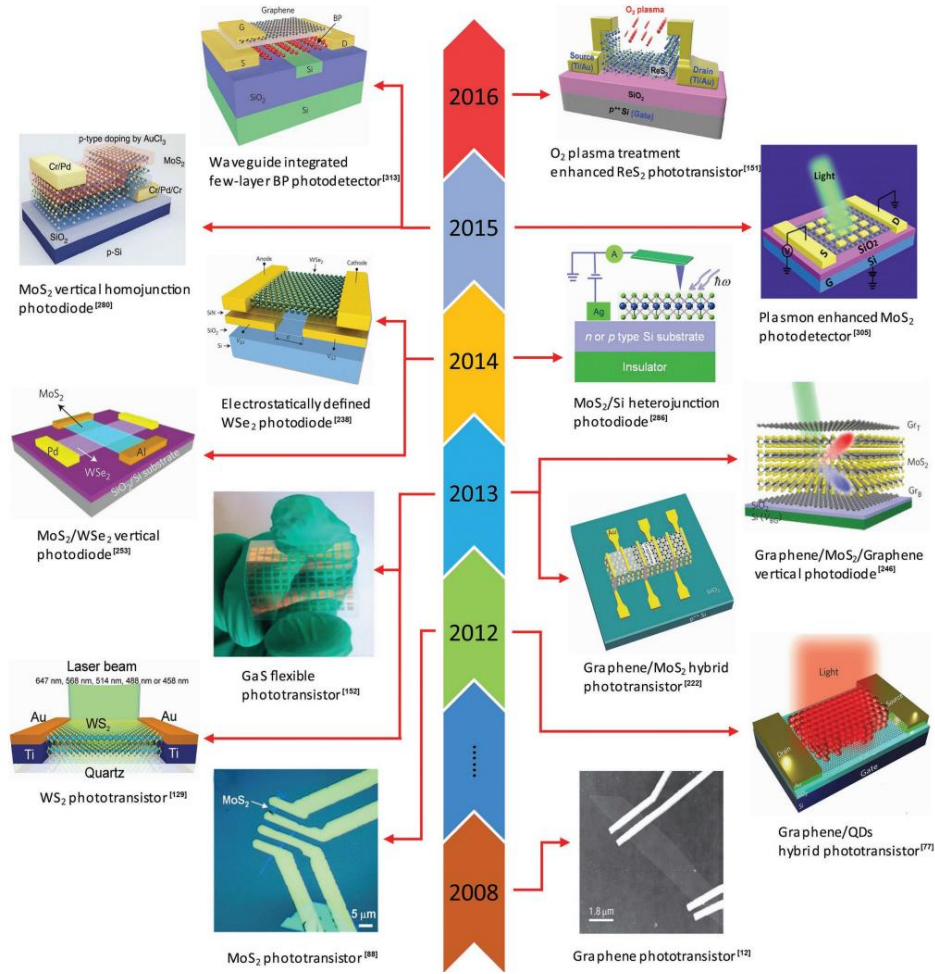 G
BP
S
D
Si
SiO₂
Si
Waveguide integrated
few-layer BP photodetector[313]
2016
O₂ plasma
Source
(Ti/Au)
ReS₂
Drain
(Ti/Au)
SiO₂
p⁺⁺ Si (Gate)
O₂ plasma treatment
enhanced ReS₂ phototransistor[151]
p-type doping by AuCl₃
Cr/Pd
MoS₂
Cr/Pd/Cr
SiO₂
p-Si
MoS₂ vertical homojunction
photodiode[280]
2015
Light
D
S
V
SiO₂
Si
G
Plasmon enhanced MoS₂
photodetector[305]
Anode
WSe₂
Cathode
SiN
SiO₂
Si
Electrostatically defined
WSe₂ photodiode[238]
2014
A
ħω
Ag
n or p type Si substrate
Insulator
MoS₂/Si heterojunction
photodiode[286]
MoS₂
Pd
Al
WSe₂
SiO₂/Si substrate
MoS₂/WSe₂ vertical
photodiode[253]
2013
Gr_T
MoS₂
Gr_B
SiO₂
Si (V_BG)
Graphene/MoS₂/Graphene
vertical photodiode[246]
GaS flexible
phototransistor[152]
2012
Au
SiO₂
p⁺⁺ Si
Graphene/MoS₂ hybrid
phototransistor[222]
Laser beam
647 nm, 568 nm, 514 nm, 488 nm or 458 nm
Au
WS₂
Au
Ti
Ti
Quartz
WS₂ phototransistor[129]
......
Light
Source
Drain
Gate
Si
Graphene/QDs
hybrid phototransistor[77]
MoS₂
5 μm
MoS₂ phototransistor[88]
2008
1.8 μm
Graphene phototransistor[12]